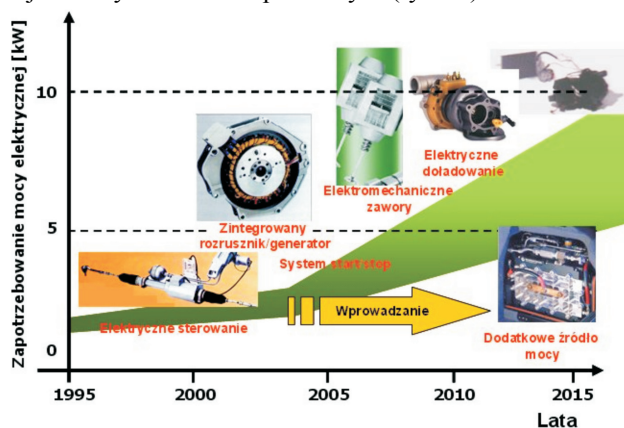 Zapotrzebowanie mocy elektrycznej [kW]
10
5
0
Elektryczne
doładowanie
Elektromechaniczne
zawory
Zintegrowany
rozrusznik/generator
System start stop
Elektryczne sterowanie
Wprowadzanie
Dodatkowe źródło
mocy
1995
2000
2005
2010
2015
Lata